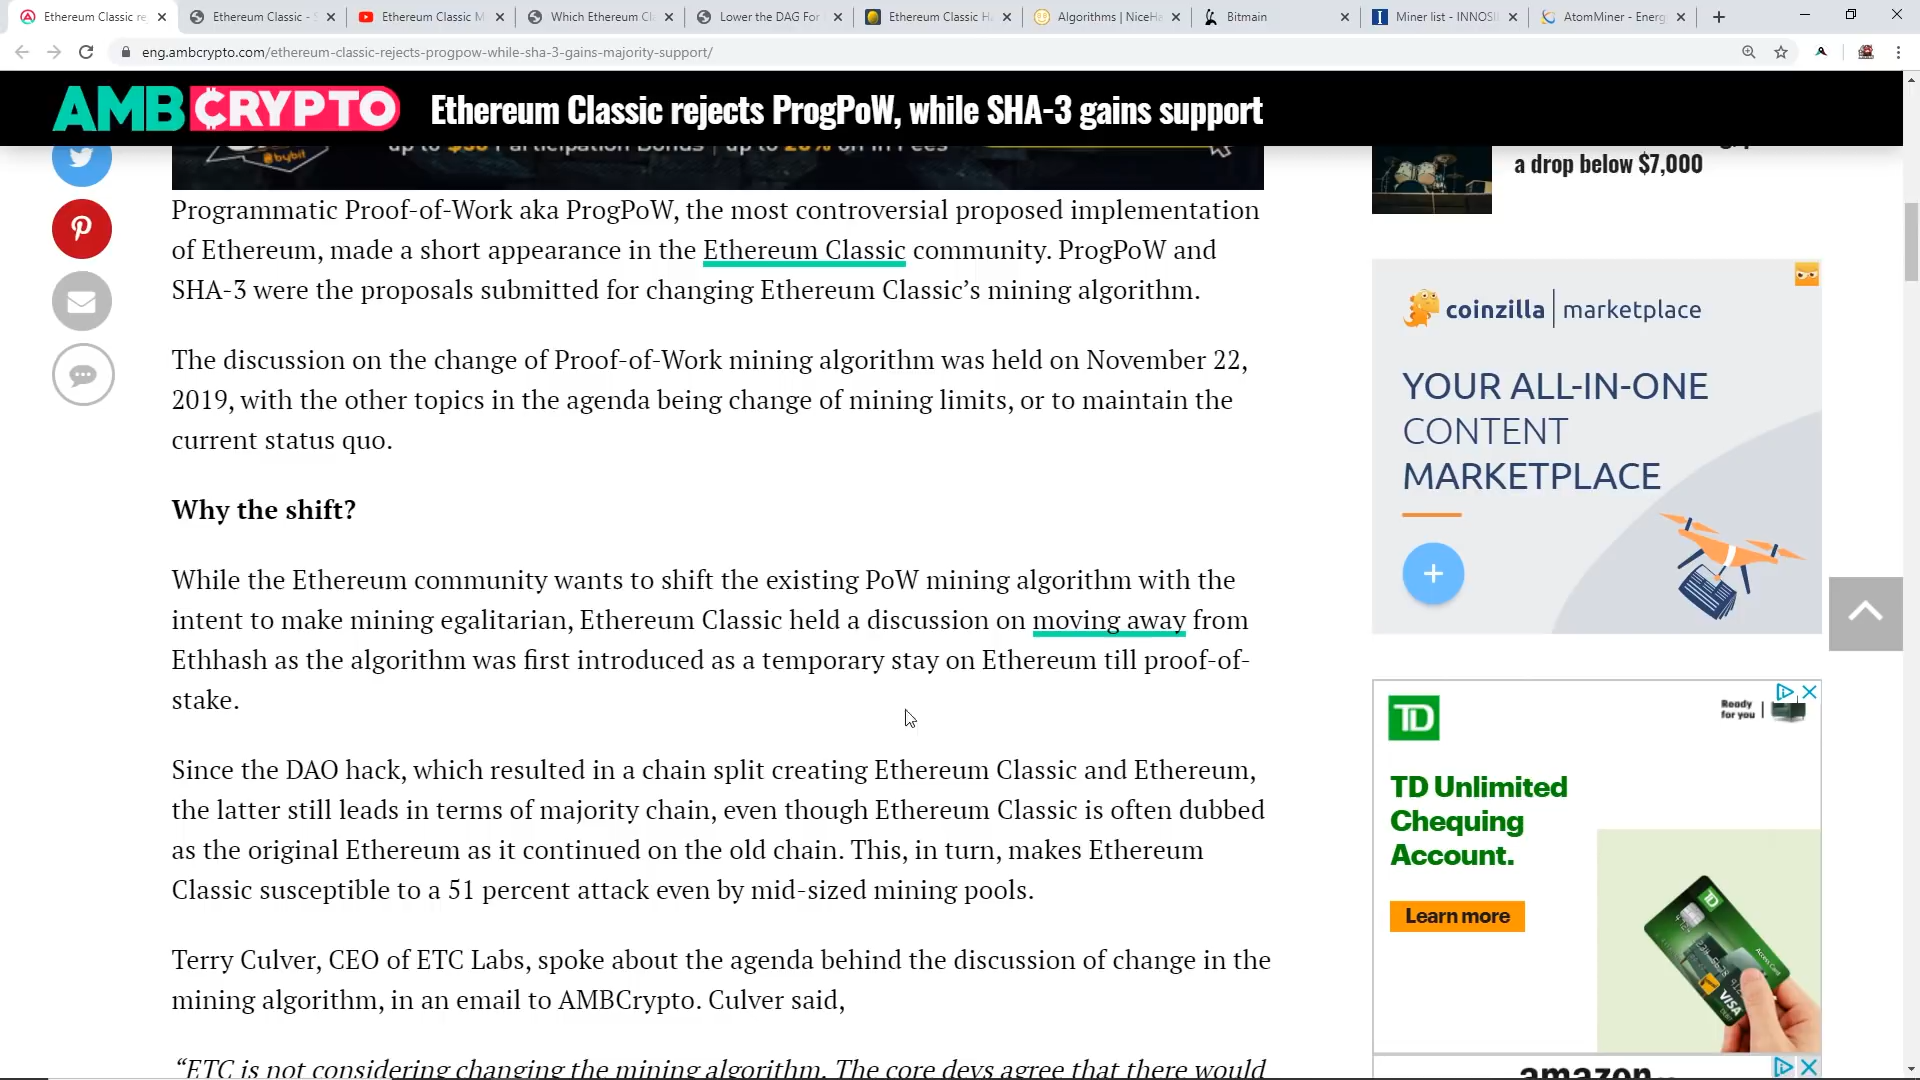 Ethereum Classic re
Ethereum Classic - S
Ethereum Classic M
Which Ethereum Cl
Lower the DAG For
Ethereum Classic Ha
Algorithms | NiceHa
Bitmain
Miner list - INNOSI
AtomMiner - Energ
eng.ambcrypto.com/ethereum-classic-rejects-progpow-while-sha-3-gains-majority-support/
AMBCRYPTO
Ethereum Classic rejects ProgPoW, while SHA-3 gains support
@bybit
a drop below $7,000
Programmatic Proof-of-Work aka ProgPoW, the most controversial proposed implementation
of Ethereum, made a short appearance in the Ethereum Classic community. ProgPoW and
SHA-3 were the proposals submitted for changing Ethereum Classic’s mining algorithm.
The discussion on the change of Proof-of-Work mining algorithm was held on November 22,
2019, with the other topics in the agenda being change of mining limits, or to maintain the
current status quo.
Why the shift?
While the Ethereum community wants to shift the existing PoW mining algorithm with the
intent to make mining egalitarian, Ethereum Classic held a discussion on moving away from
Ethhash as the algorithm was first introduced as a temporary stay on Ethereum till proof-of-
stake.
Since the DAO hack, which resulted in a chain split creating Ethereum Classic and Ethereum,
the latter still leads in terms of majority chain, even though Ethereum Classic is often dubbed
as the original Ethereum as it continued on the old chain. This, in turn, makes Ethereum
Classic susceptible to a 51 percent attack even by mid-sized mining pools.
Terry Culver, CEO of ETC Labs, spoke about the agenda behind the discussion of change in the
mining algorithm, in an email to AMBCrypto. Culver said,
“ETC is not considering changing the mining algorithm. The core devs agree that there would
coinzilla | marketplace
YOUR ALL-IN-ONE
CONTENT
MARKETPLACE
TD
Ready
for you
TD Unlimited
Chequing
Account.
Learn more
TD
Access Card
VISA
DEBIT
amazon